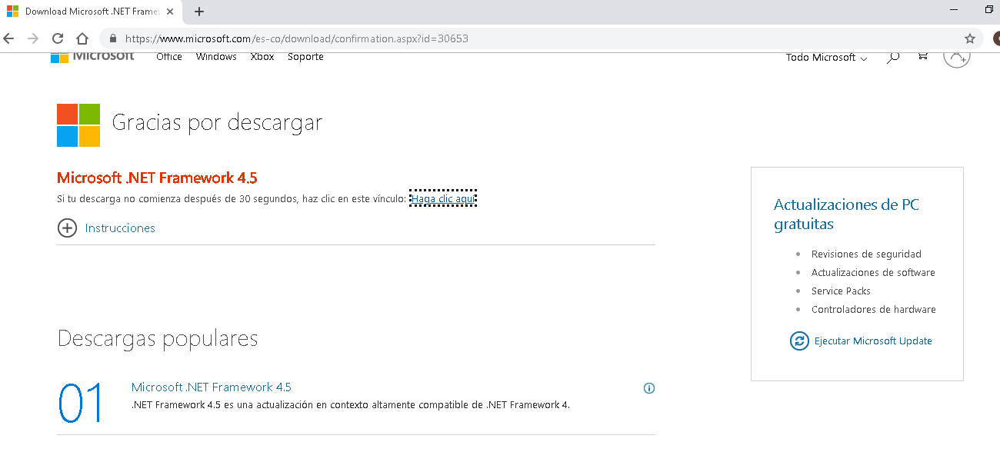 Download Microsoft .NET Frame
https://www.microsoft.com/es-co/download/confirmation.aspx?id=30653
Microsoft Office Windows Xbox Soporte Todo Microsoft
Gracias por descargar
Microsoft .NET Framework 4.5
Si tu descarga no comienza después de 30 segundos, haz clic en este vínculo: Haga clic aquí
Instrucciones
Actualizaciones de PC
gratuitas
Revisiones de seguridad
Actualizaciones de software
Service Packs
Controladores de hardware
Ejecutar Microsoft Update
Descargas populares
01
Microsoft .NET Framework 4.5
.NET Framework 4.5 es una actualización en contexto altamente compatible de .NET Framework 4.